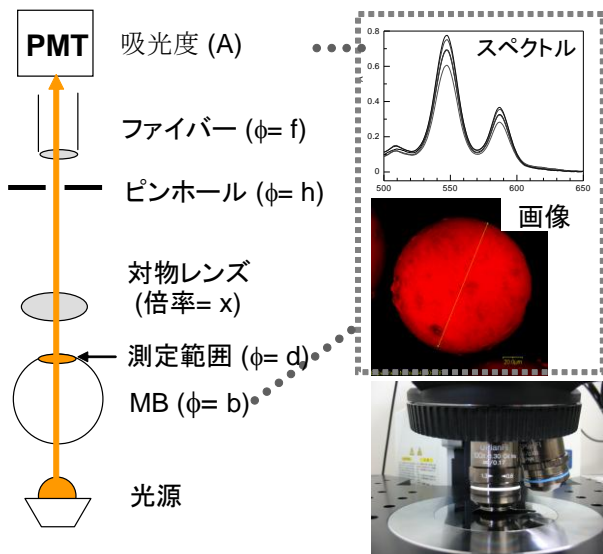 PMT
吸光度 (A)
ファイバー (ϕ= f)
ピンホール (ϕ= h)
対物レンズ
(倍率= x)
測定範囲 (ϕ= d)
MB (ϕ= b)
光源
スペクトル
0.8
0.6
0.4
0.2
0
500
550
600
650
画像
20.0μm